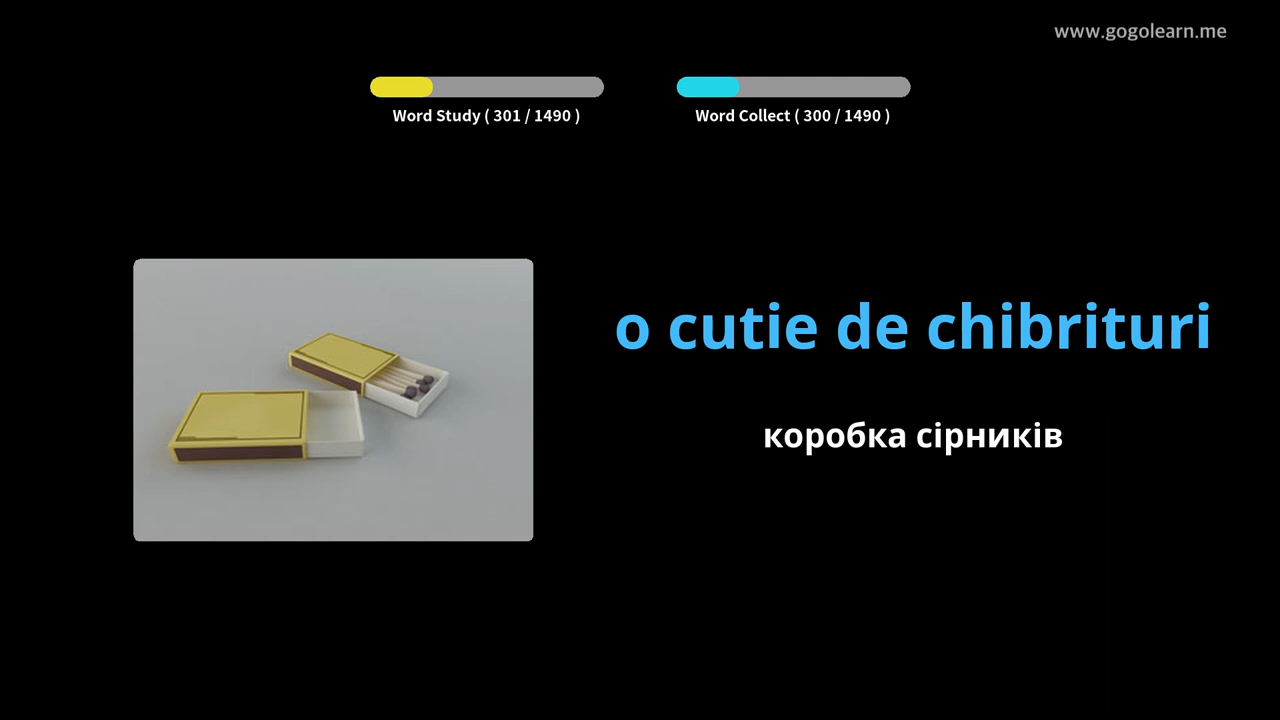 www.gogolearn.me
Word Study ( 301 / 1490 )
Word Collect ( 300 / 1490 )
o cutie de chibrituri
коробка сірників